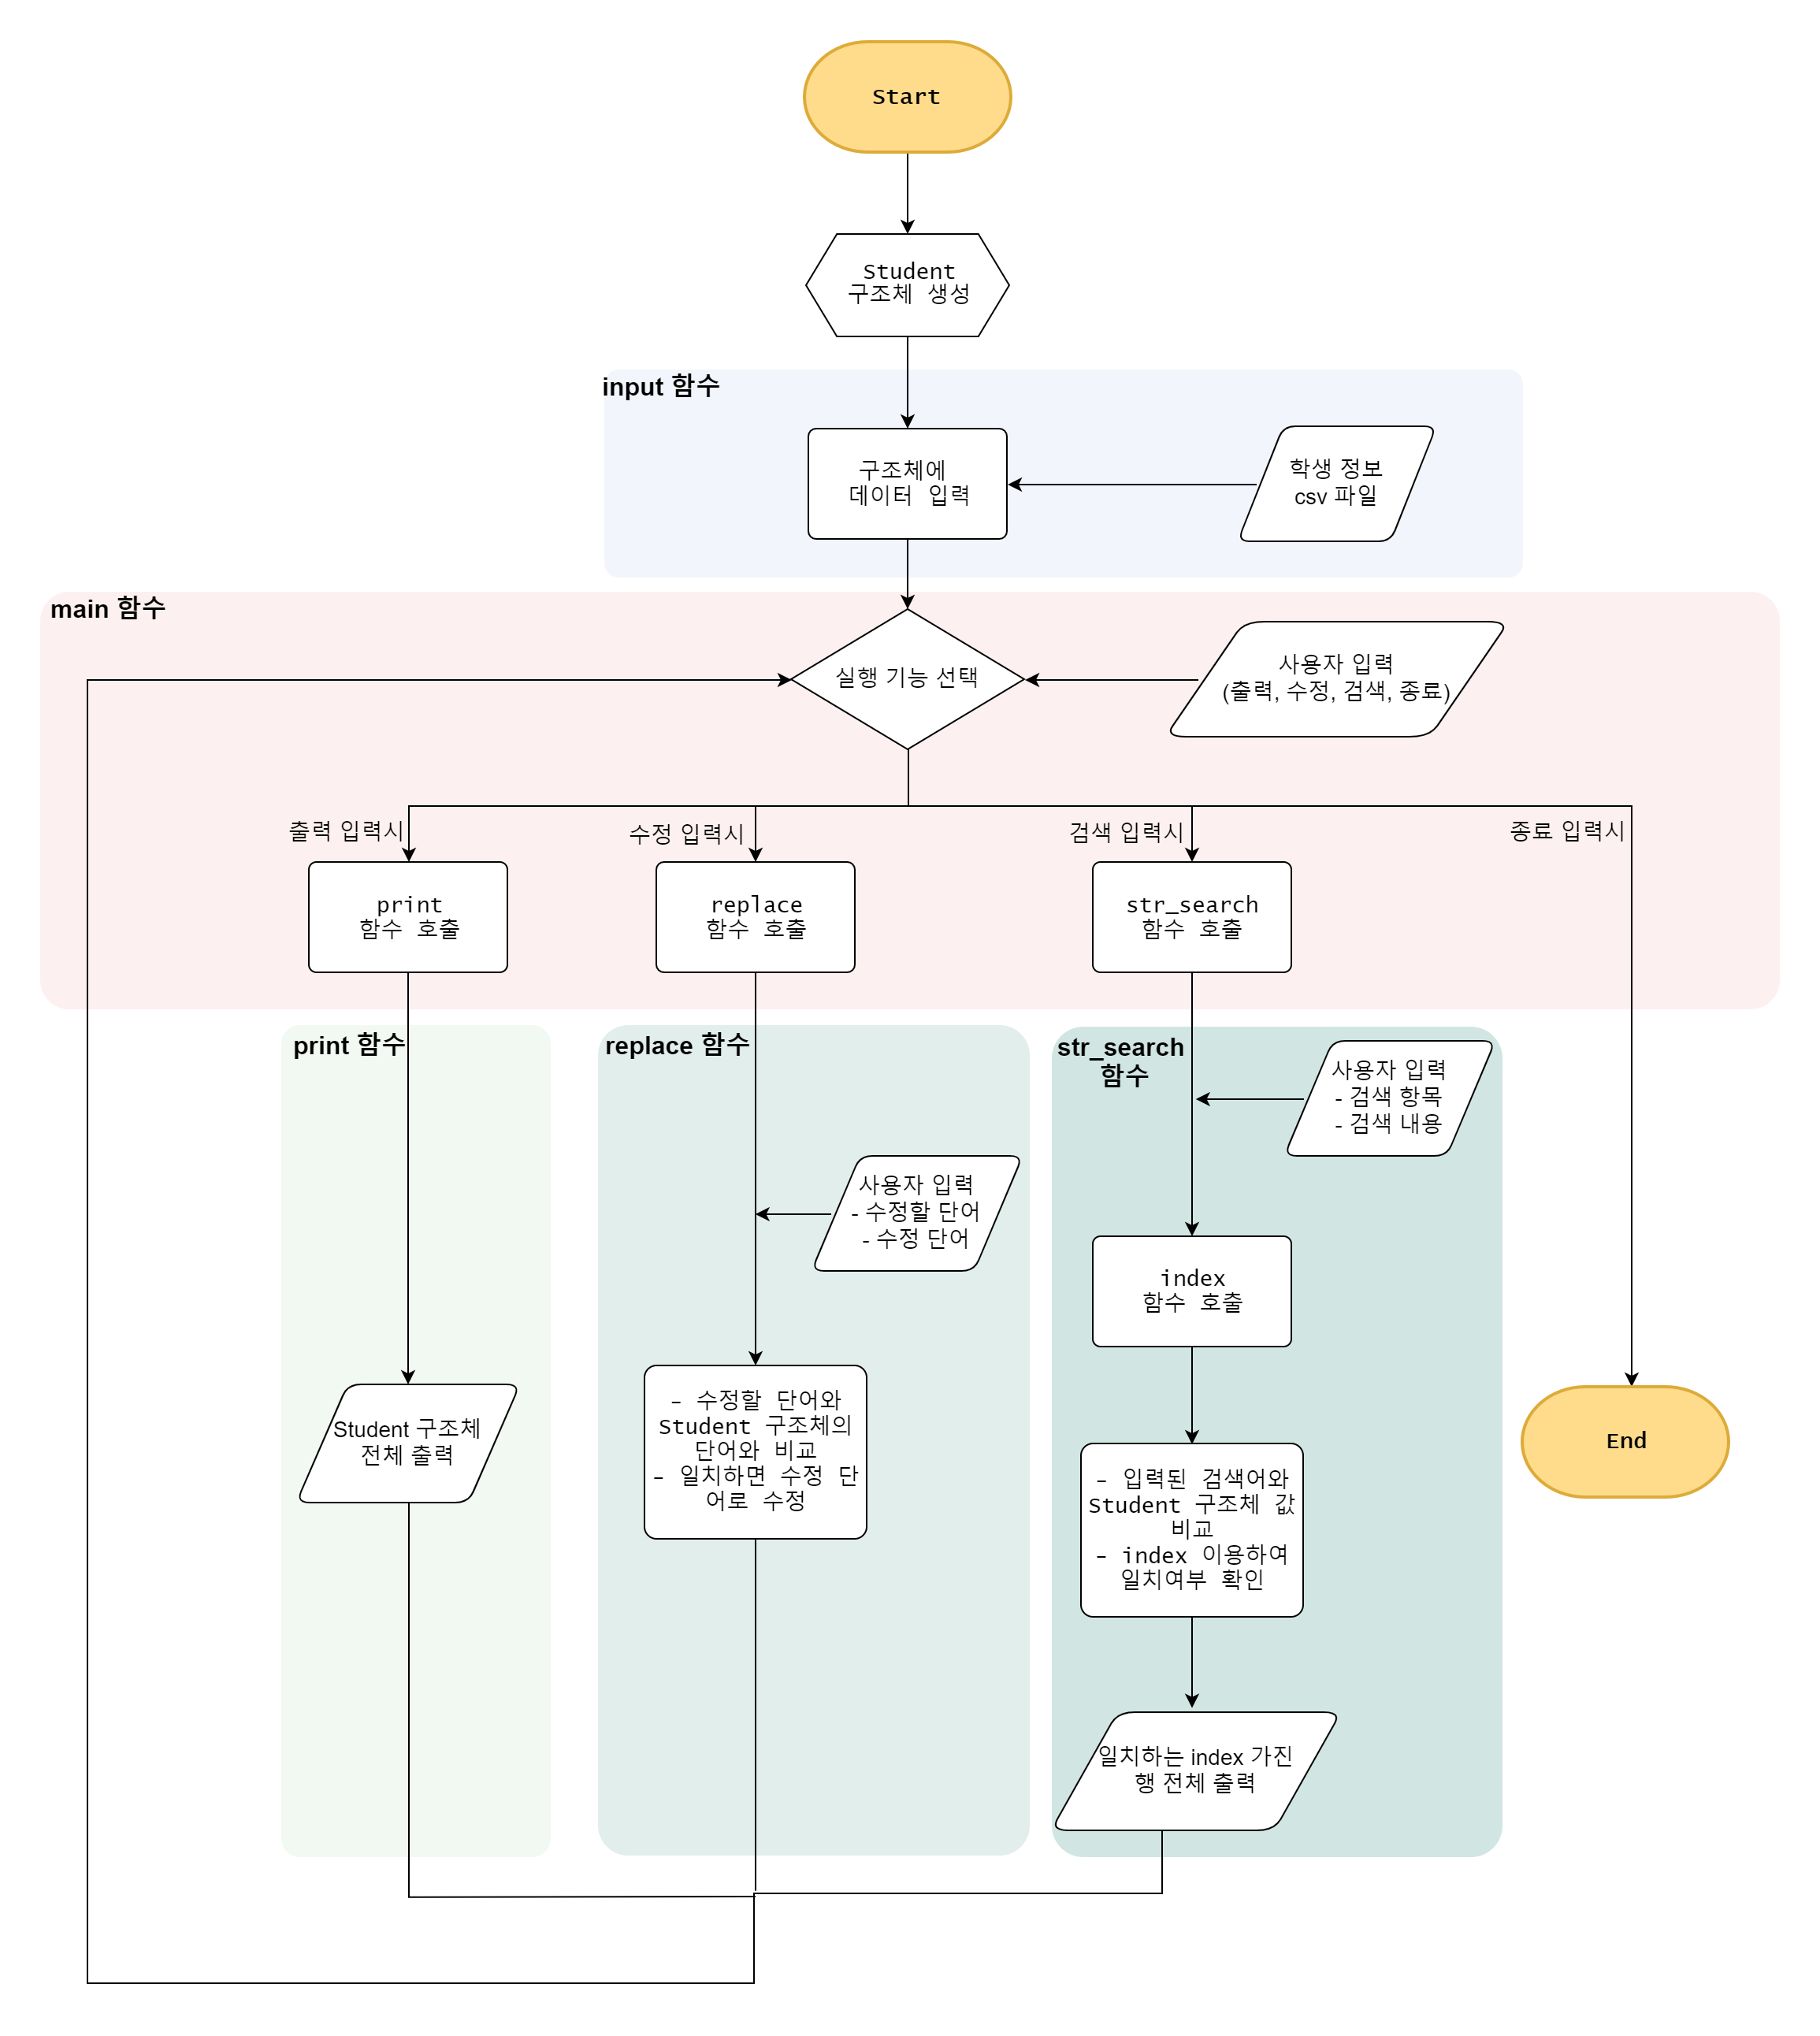 Start
Student
구조체 생성
input 함수
구조체에
데이터 입력
학생 정보
csv 파일
main 함수
실행 기능 선택
사용자 입력
(출력, 수정, 검색, 종료)
출력 입력시
수정 입력시
검색 입력시
종료 입력시
print
함수 호출
replace
함수 호출
str_search
함수 호출
print 함수
replace 함수
str_search
함수
사용자 입력
- 검색 항목
- 검색 내용
사용자 입력
- 수정할 단어
- 수정 단어
index
함수 호출
Student 구조체
전체 출력
- 수정할 단어와
Student 구조체의
단어와 비교
- 일치하면 수정 단
어로 수정
- 입력된 검색어와
Student 구조체 값
비교
- index 이용하여
일치여부 확인
End
일치하는 index 가진
행 전체 출력